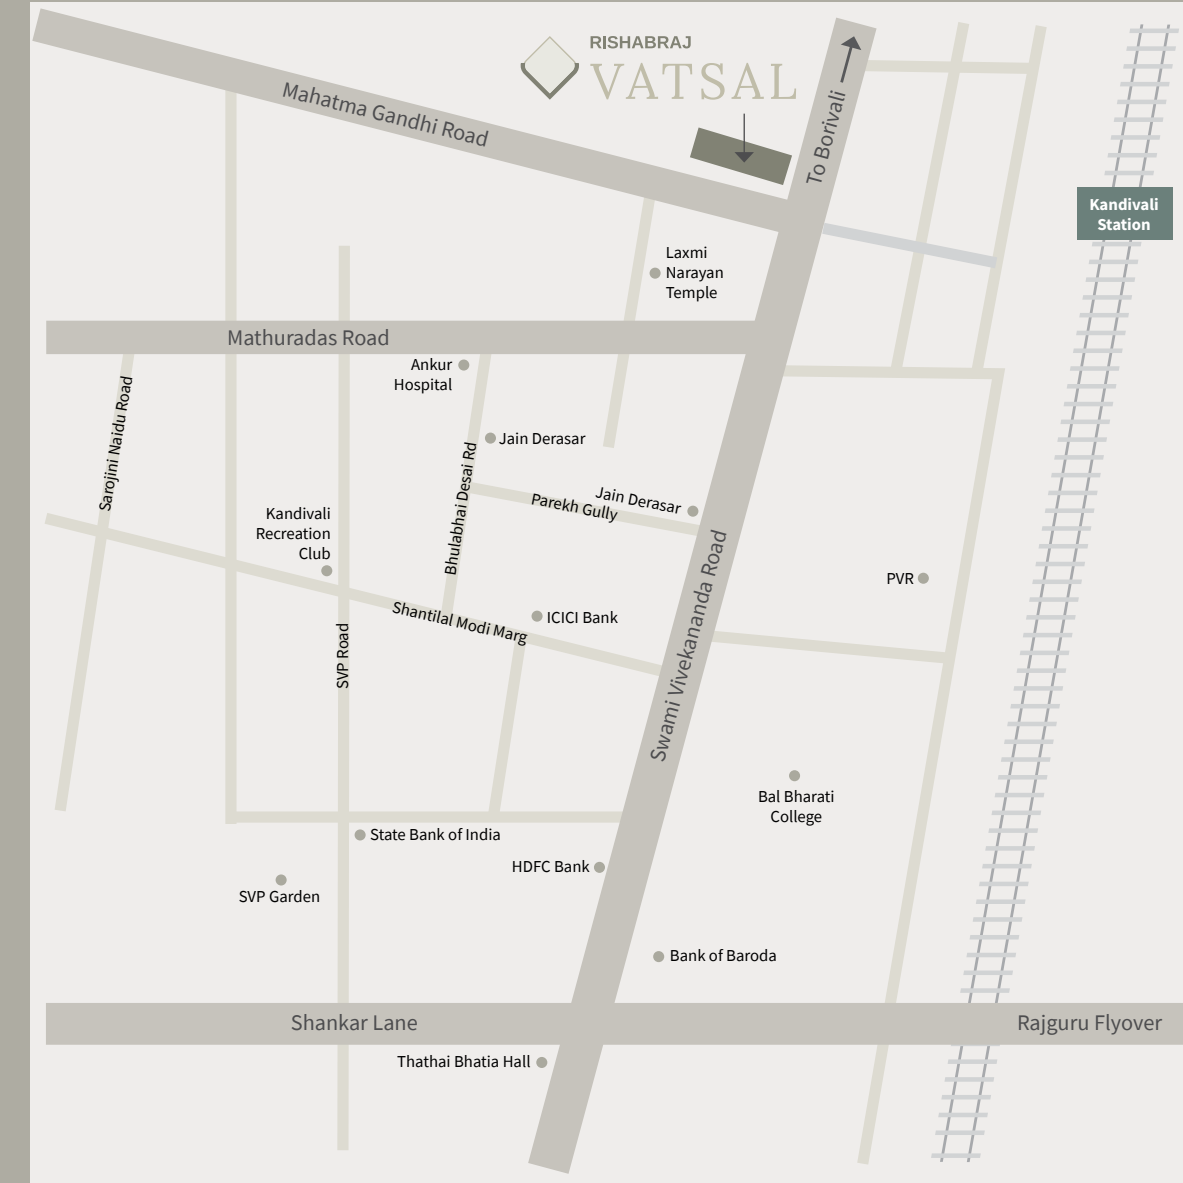 RISHABRAJ
VATSAL
Mahatma Gandhi Road
To Borivali
Kandivali
Station
Laxmi
Narayan
Temple
Mathuradas Road
Ankur
Hospital
Sarojini Naidu Road
Jain Derasar
Bhulabhai Desai Rd
Jain Derasar
Parekh Gully
Kandivali
Recreation
Club
Swami Vivekananda Road
PVR
Shantilal Modi Marg
ICICI Bank
SVP Road
Bal Bharati
College
State Bank of India
HDFC Bank
SVP Garden
Bank of Baroda
Shankar Lane
Rajguru Flyover
Thathai Bhatia Hall